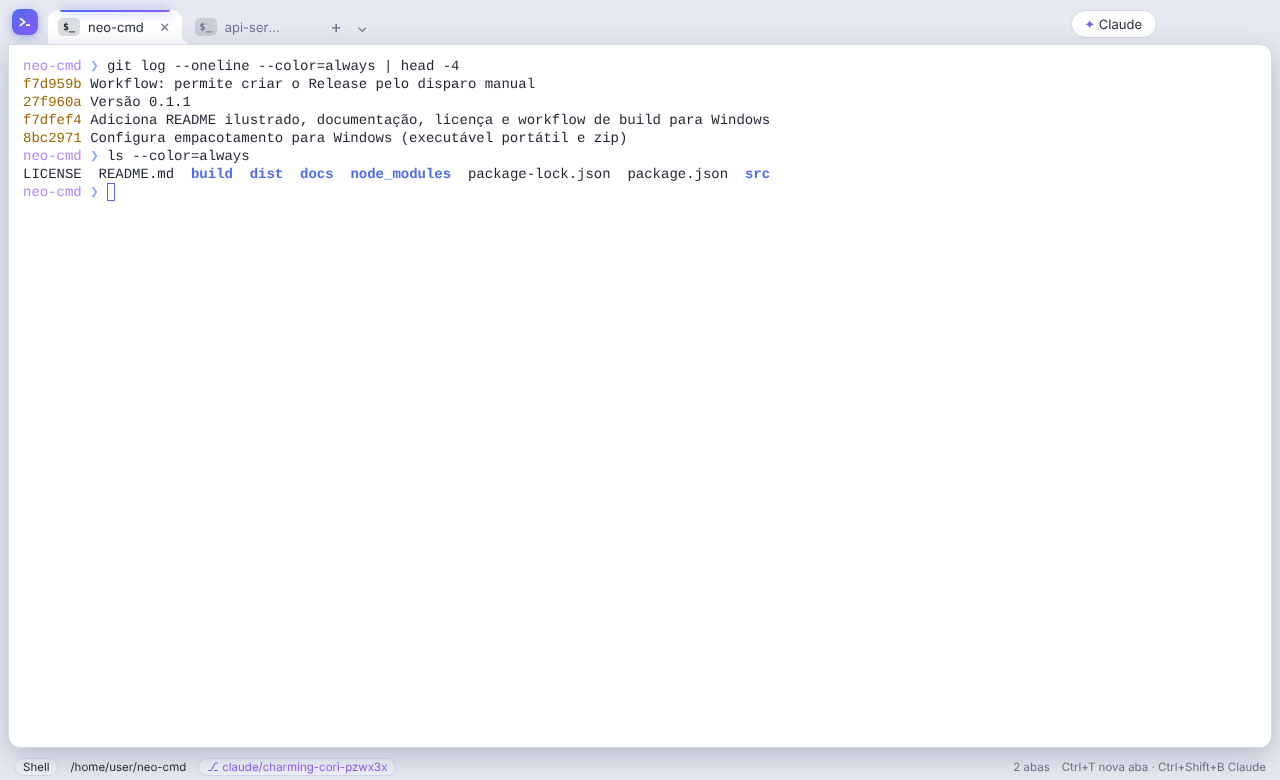 $_ neo-cmd × $_ api-ser... + Claude
neo-cmd ❯ git log --oneline --color=always | head -4
f7d959b Workflow: permite criar o Release pelo disparo manual
27f960a Versão 0.1.1
f7dfef4 Adiciona README ilustrado, documentação, licença e workflow de build para Windows
8bc2971 Configura empacotamento para Windows (executável portátil e zip)
neo-cmd ❯ ls --color=always
LICENSE  README.md  build  dist  docs  node_modules  package-lock.json  package.json  src
neo-cmd ❯
Shell /home/user/neo-cmd ⎇ claude/charming-cori-pzwx3x 2 abas Ctrl+T nova aba · Ctrl+Shift+B Claude